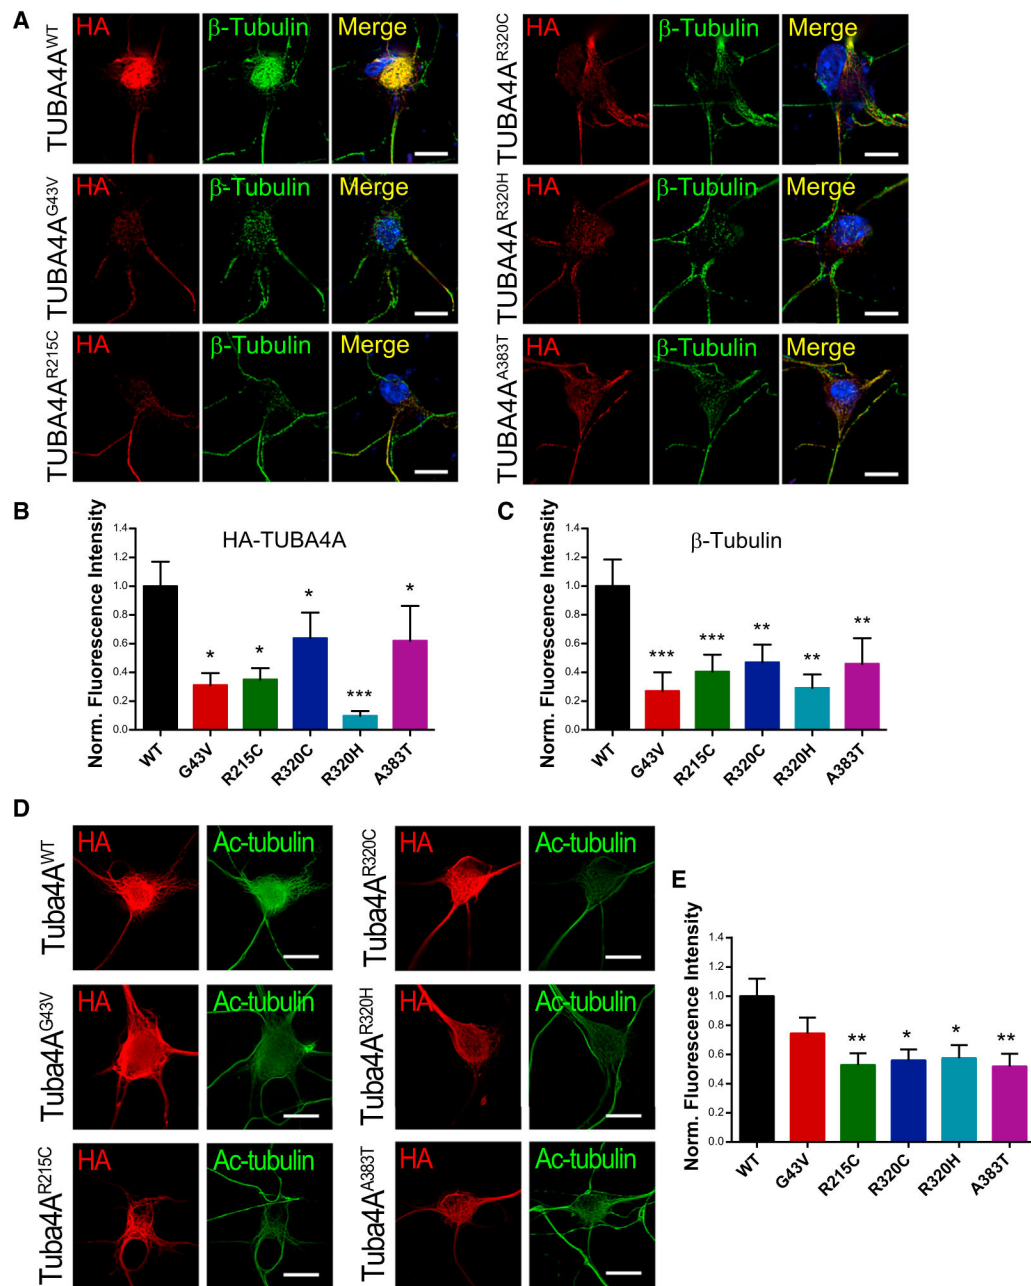 A
TUBA4A^WT
HA
β-Tubulin
Merge
TUBA4A^R320C
HA
β-Tubulin
Merge
TUBA4A^G43V
HA
β-Tubulin
Merge
TUBA4A^R320H
HA
β-Tubulin
Merge
TUBA4A^R215C
HA
β-Tubulin
Merge
TUBA4A^A383T
HA
β-Tubulin
Merge
B
HA-TUBA4A
Norm. Fluorescence Intensity
1.4
1.2
1.0
0.8
0.6
0.4
0.2
0.0
* * * *** *
WT G43V R215C R320C R320H A383T
C
β-Tubulin
Norm. Fluorescence Intensity
1.4
1.2
1.0
0.8
0.6
0.4
0.2
0.0
*** *** ** ** **
WT G43V R215C R320C R320H A383T
D
Tuba4A^WT
HA
Ac-tubulin
Tuba4A^R320C
HA
Ac-tubulin
Tuba4A^G43V
HA
Ac-tubulin
Tuba4A^R320H
HA
Ac-tubulin
Tuba4A^R215C
HA
Ac-tubulin
Tuba4A^A383T
HA
Ac-tubulin
E
Norm. Fluorescence Intensity
1.4
1.2
1.0
0.8
0.6
0.4
0.2
0.0
** * * **
WT G43V R215C R320C R320H A383T